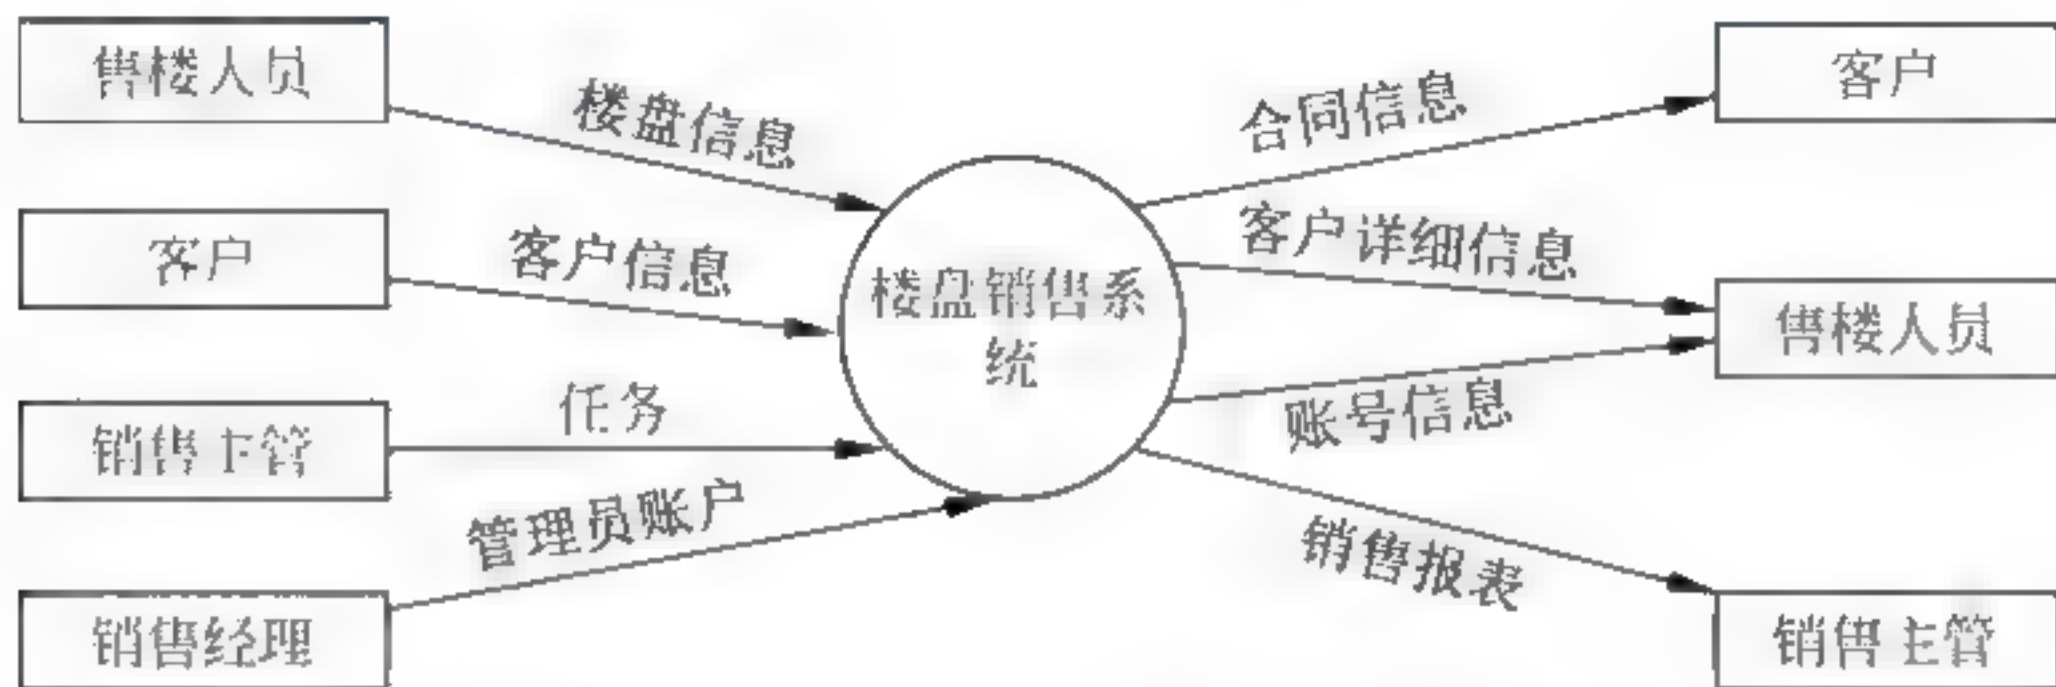 售楼人员
楼盘信息
合同信息
客户
客户
客户信息
楼盘销售系
统
客户详细信息
售楼人员
账号信息
销售主管
任务
管理员账户
销售报表
销售经理
销售主管